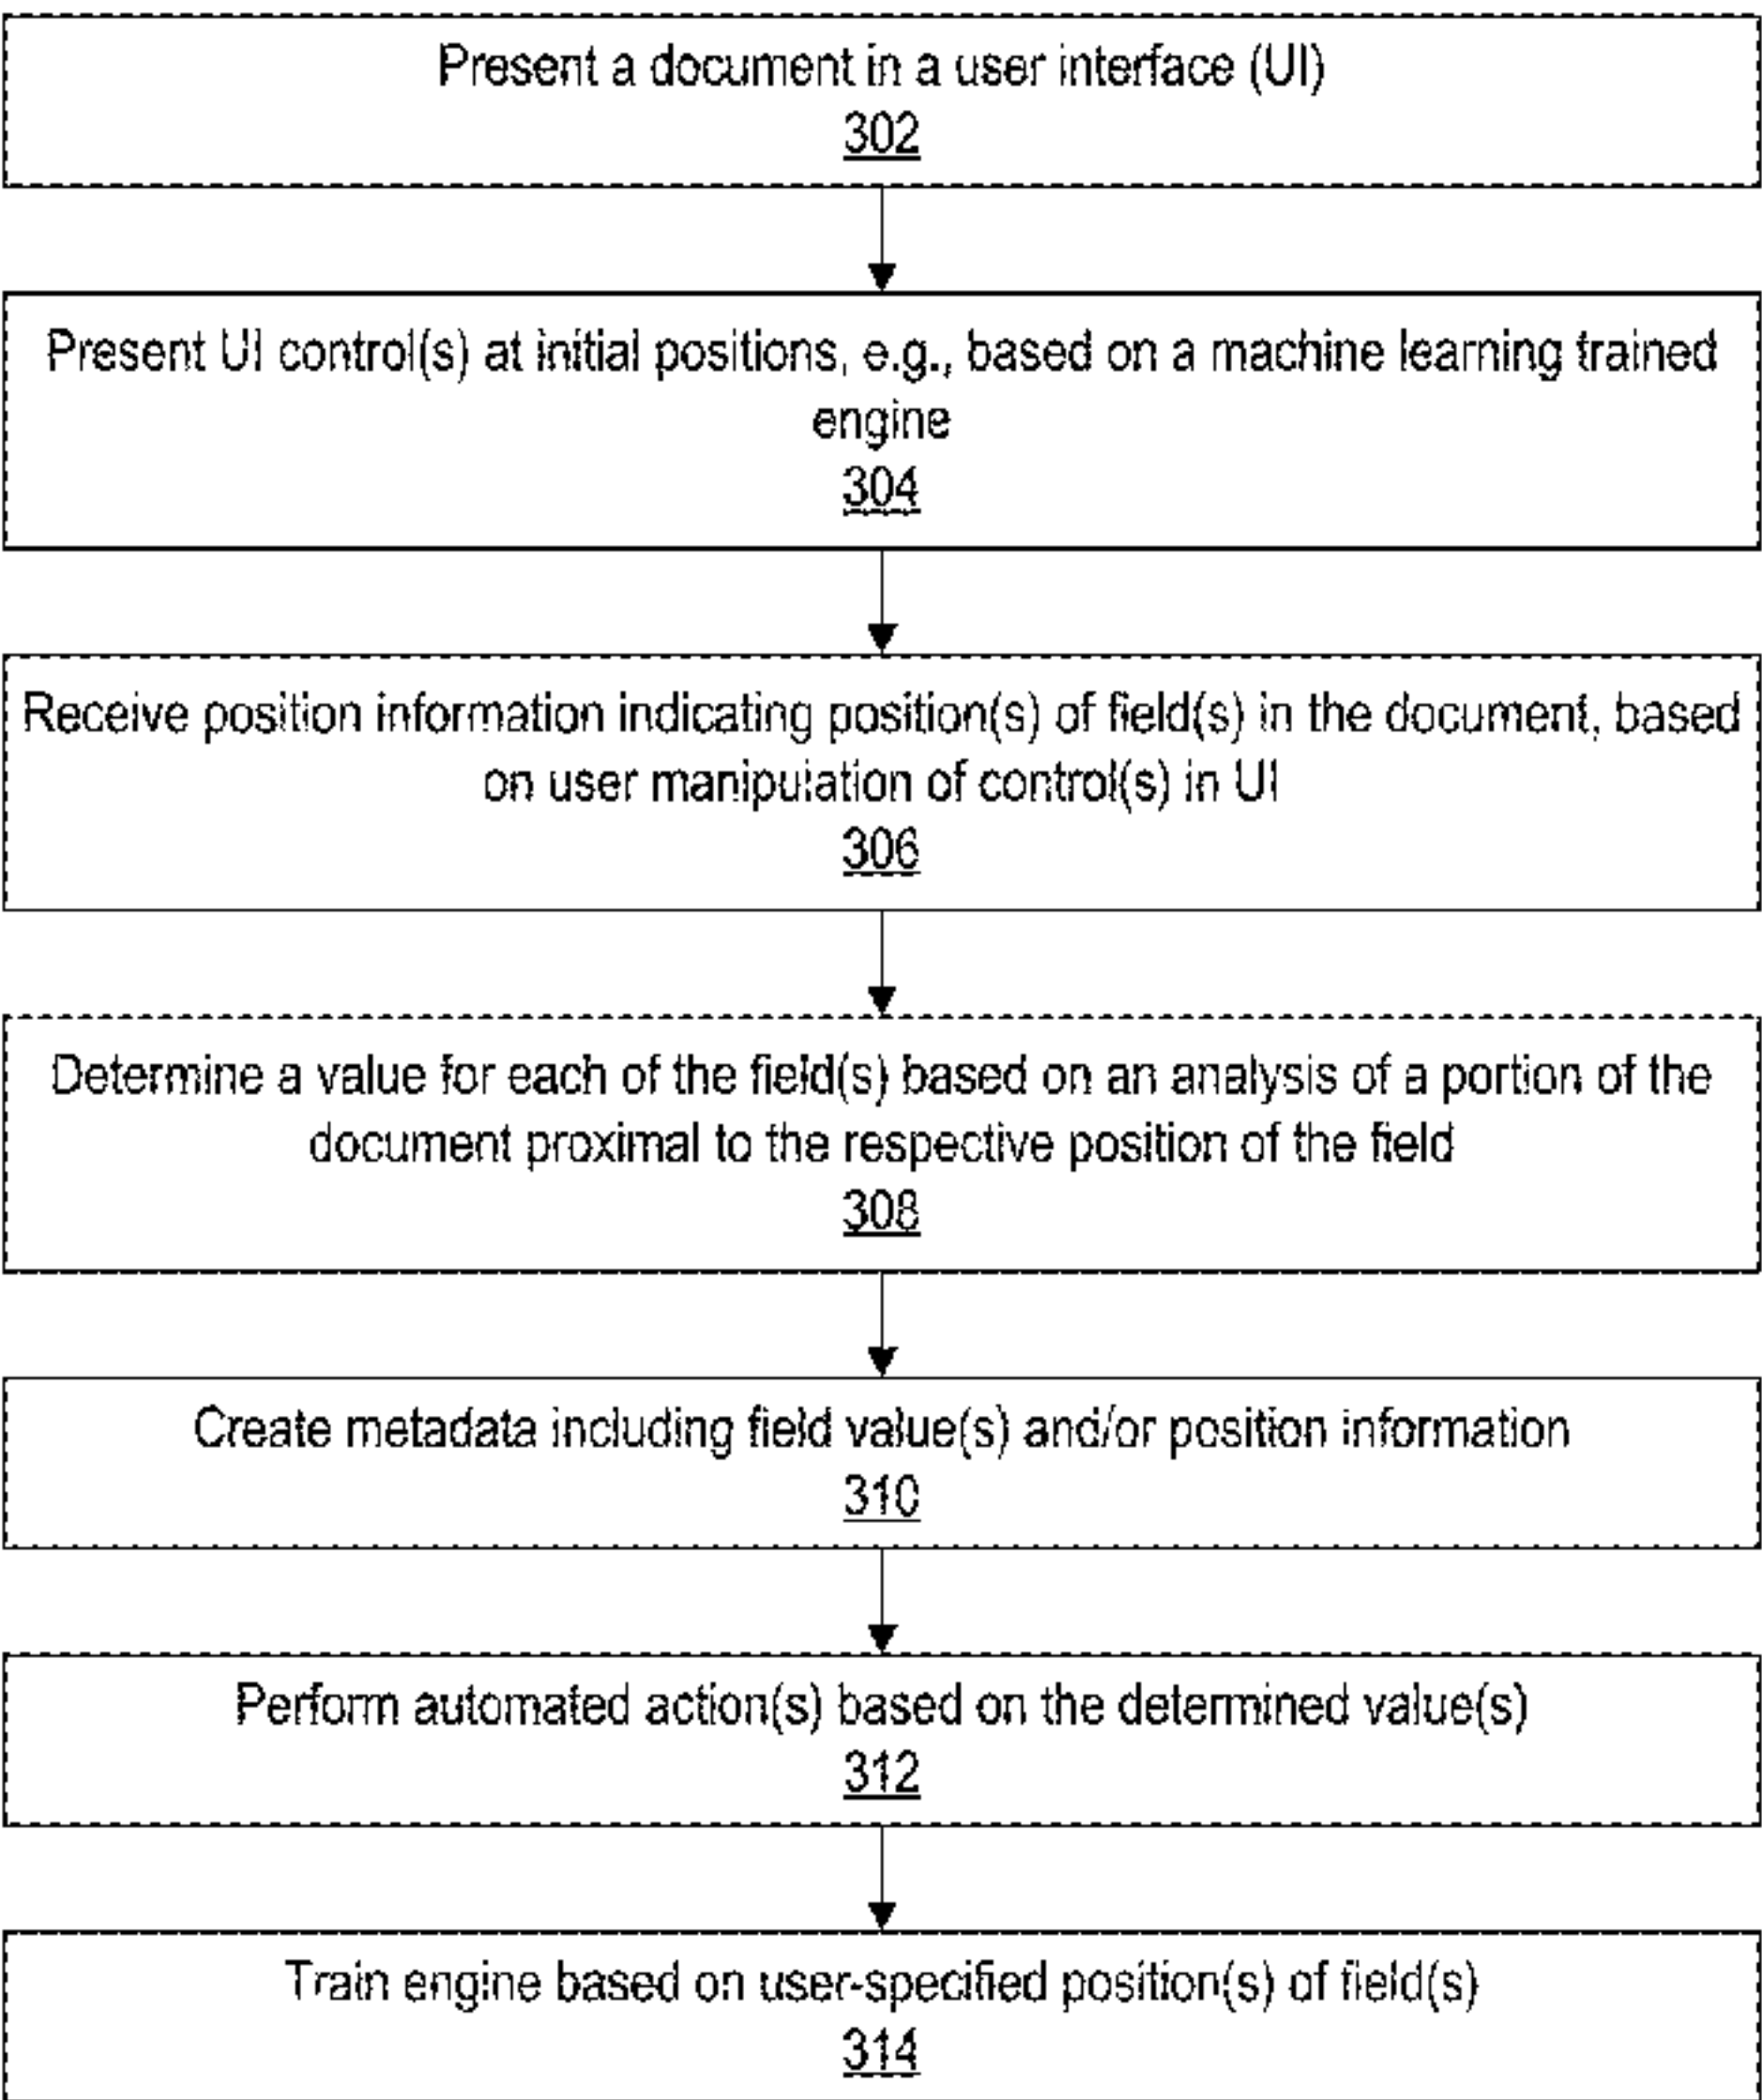 Present a document in a user interface (UI)
302
Present UI control(s) at initial positions, e.g., based on a machine learning trained
engine
304
Receive position information indicating position(s) of field(s) in the document, based
on user manipulation of control(s) in UI
306
Determine a value for each of the field(s) based on an analysis of a portion of the
document proximal to the respective position of the field
308
Create metadata including field value(s) and/or position information
310
Perform automated action(s) based on the determined value(s)
312
Train engine based on user-specified position(s) of field(s)
314